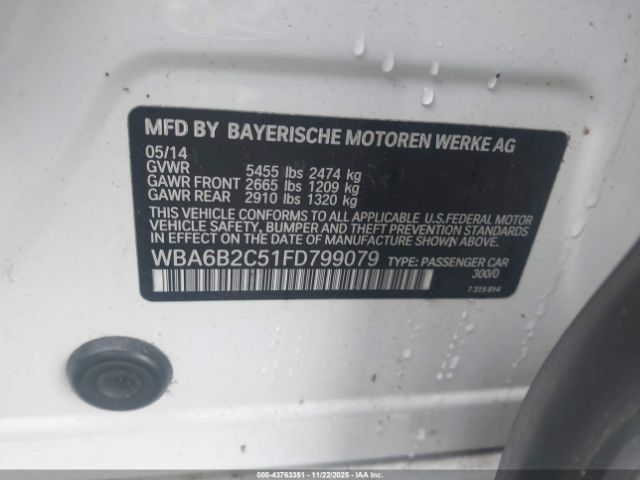 MFD BY BAYERISCHE MOTOREN WERKE AG
05/14
GVWR 5455 lbs 2474 kg
GAWR FRONT 2665 lbs 1209 kg
GAWR REAR 2910 lbs 1320 kg
THIS VEHICLE CONFORMS TO ALL APPLICABLE U.S.FEDERAL MOTOR
VEHICLE SAFETY, BUMPER AND THEFT PREVENTION STANDARDS IN
EFFECT ON THE DATE OF MANUFACTURE SHOWN ABOVE.
WBA6B2C51FD799079 TYPE: PASSENGER CAR
300/0
7 315 814
000-43763351 - 11/22/2025 - IAADN.COM